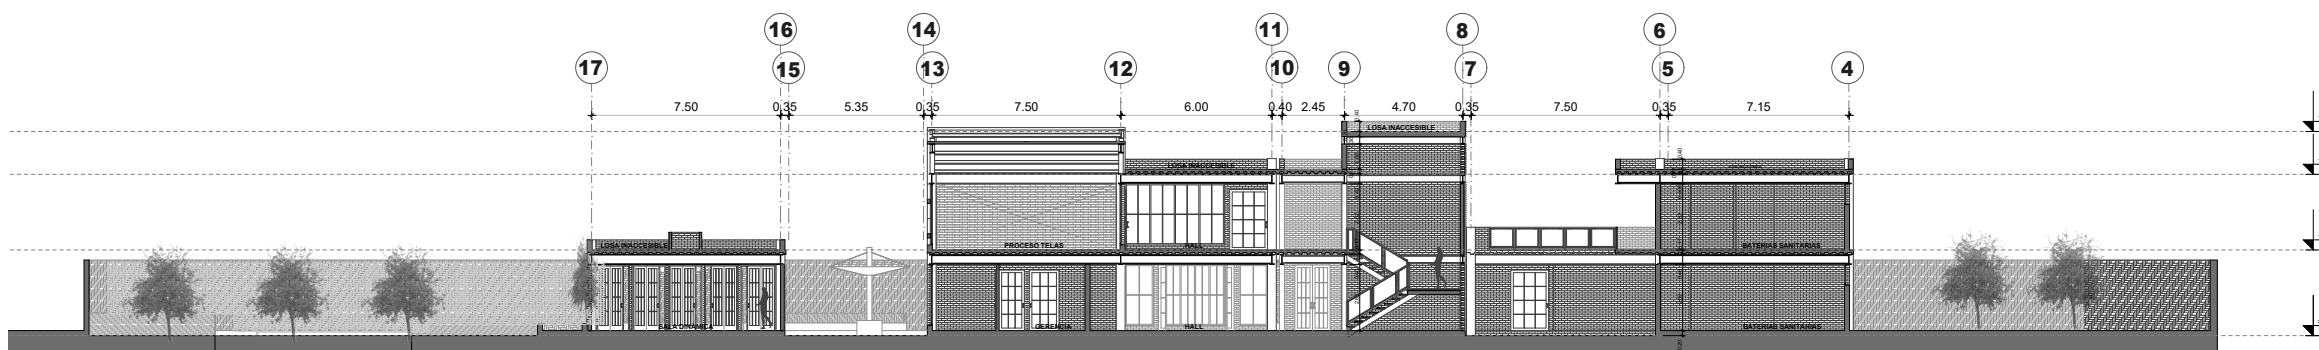 16 14 11 8 6
17 15 13 12 10 9 7 5 4
7.50 0.35 5.35 0.35 7.50 6.00 0.40 2.45 4.70 0.35 7.50 0.35 7.15
LOSA INACCESIBLE
LOSA INACCESIBLE
LOSA INACCESIBLE PROCESO TELAS HALL BATERIAS SANITARIAS
SALA DINAMICA GERENCIA HALL BATERIAS SANITARIAS